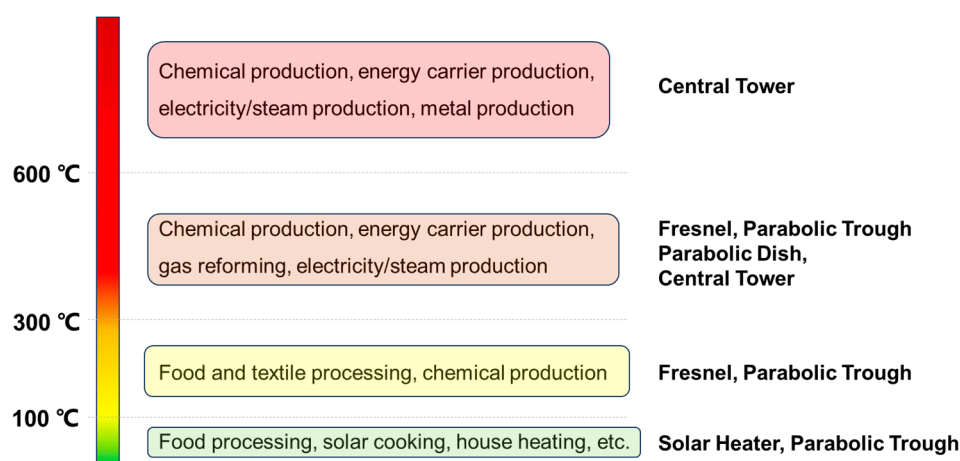 Chemical production, energy carrier production,
electricity/steam production, metal production
Central Tower
600 ℃
Chemical production, energy carrier production,
gas reforming, electricity/steam production
Fresnel, Parabolic Trough
Parabolic Dish,
Central Tower
300 ℃
Food and textile processing, chemical production
Fresnel, Parabolic Trough
100 ℃
Food processing, solar cooking, house heating, etc.
Solar Heater, Parabolic Trough